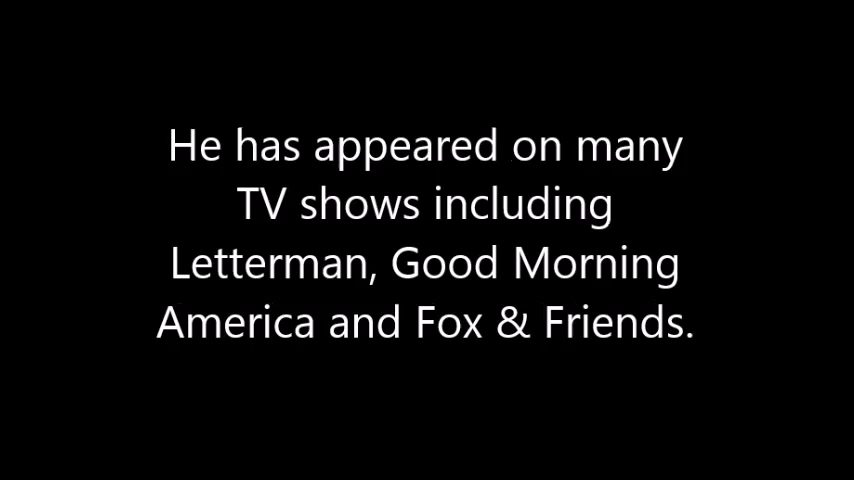 He has appeared on many
TV shows including
Letterman, Good Morning
America and Fox & Friends.